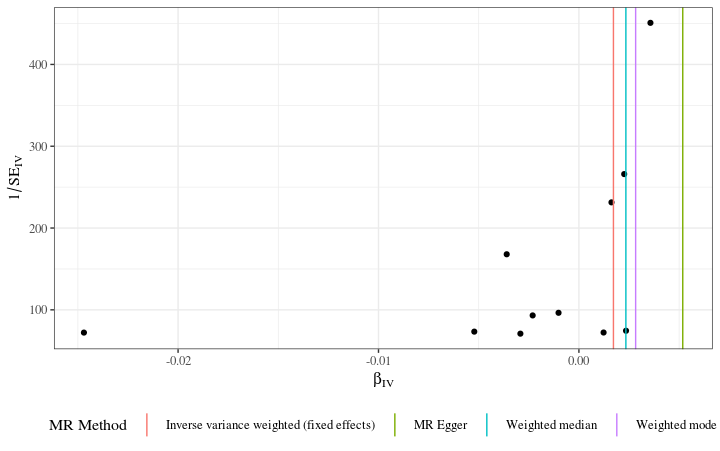 400
300
200
100
1/SE_IV
-0.02 -0.01 0.00
β_IV
MR Method Inverse variance weighted (fixed effects) MR Egger Weighted median Weighted mode